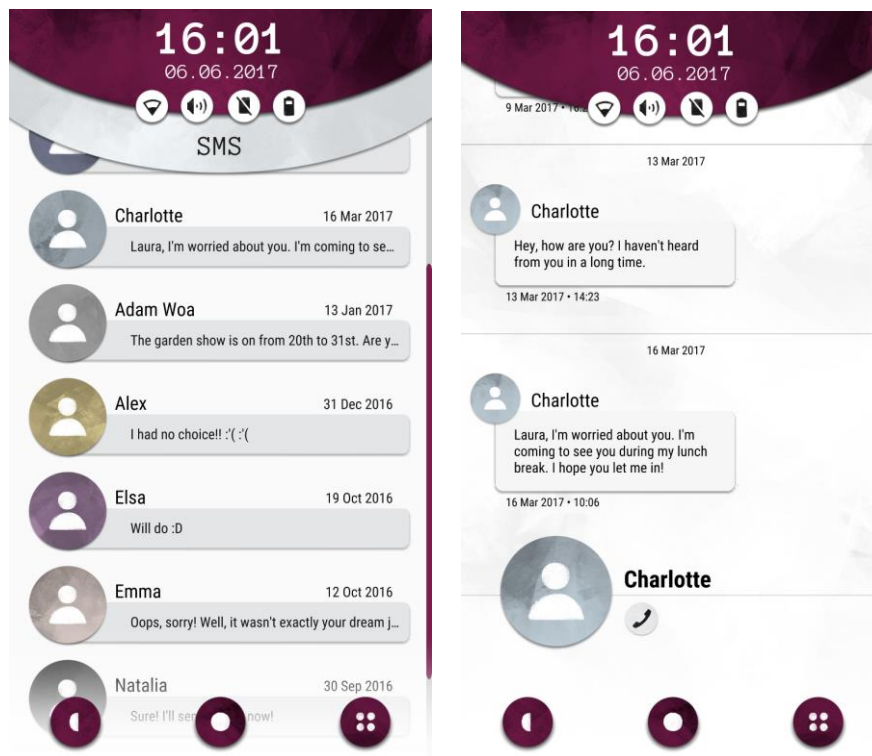 16:01
06.06.2017
SMS
Charlotte
16 Mar 2017
Laura, I'm worried about you. I'm coming to se...
Adam Woa
13 Jan 2017
The garden show is on from 20th to 31st. Are y...
Alex
31 Dec 2016
I had no choice!! :'( :'(
Elsa
19 Oct 2016
Will do :D
Emma
12 Oct 2016
Oops, sorry! Well, it wasn't exactly your dream j...
Natalia
30 Sep 2016
Sure! I'll now!
16:01
06.06.2017
9 Mar 2017 •
13 Mar 2017
Charlotte
Hey, how are you? I haven't heard
from you in a long time.
13 Mar 2017 • 14:23
16 Mar 2017
Charlotte
Laura, I'm worried about you. I'm
coming to see you during my lunch
break. I hope you let me in!
16 Mar 2017 • 10:06
Charlotte